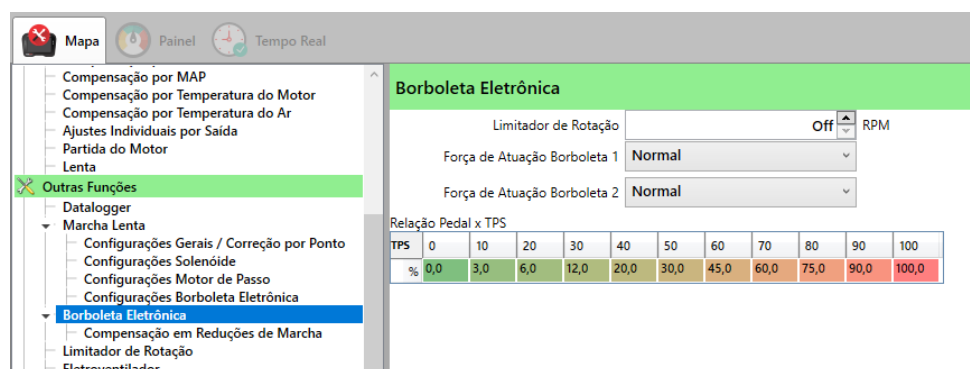 Mapa Painel Tempo Real
Compensação por MAP
Compensação por Temperatura do Motor
Compensação por Temperatura do Ar
Ajustes Individuais por Saída
Partida do Motor
Lenta
Outras Funções
Datalogger
Marcha Lenta
Configurações Gerais / Correção por Ponto
Configurações Solenóide
Configurações Motor de Passo
Configurações Borboleta Eletrônica
Borboleta Eletrônica
Compensação em Reduções de Marcha
Limitador de Rotação
Eletroventilador
Borboleta Eletrônica
Limitador de Rotação Off RPM
Força de Atuação Borboleta 1 Normal
Força de Atuação Borboleta 2 Normal
Relação Pedal x TPS
TPS 0 10 20 30 40 50 60 70 80 90 100
% 0,0 3,0 6,0 12,0 20,0 30,0 45,0 60,0 75,0 90,0 100,0